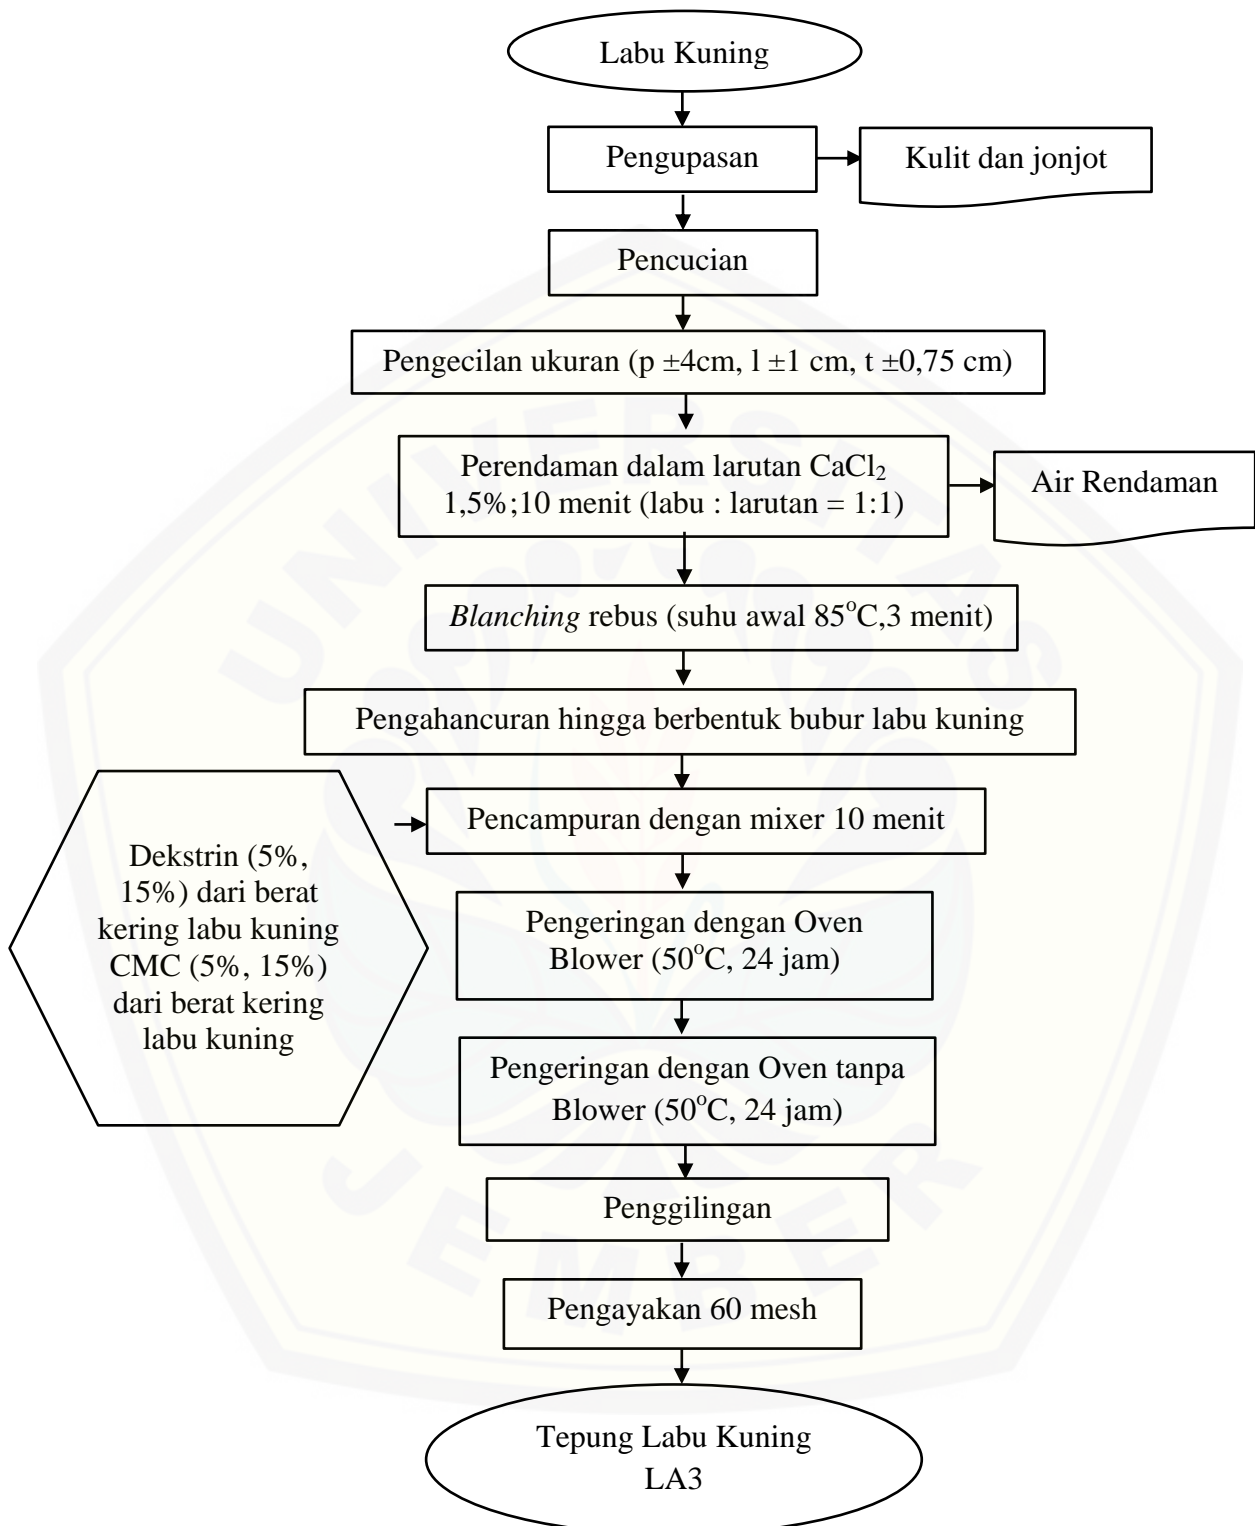 Labu Kuning
Pengupasan
Kulit dan jonjot
Pencucian
Pengecilan ukuran (p ±4cm, l ±1 cm, t ±0,75 cm)
Perendaman dalam larutan CaCl₂
1,5%;10 menit (labu : larutan = 1:1)
Air Rendaman
Blanching rebus (suhu awal 85°C,3 menit)
Pengahancuran hingga berbentuk bubur labu kuning
Dekstrin (5%,
15%) dari berat
kering labu kuning
CMC (5%, 15%)
dari berat kering
labu kuning
Pencampuran dengan mixer 10 menit
Pengeringan dengan Oven
Blower (50°C, 24 jam)
Pengeringan dengan Oven tanpa
Blower (50°C, 24 jam)
Penggilingan
Pengayakan 60 mesh
Tepung Labu Kuning
LA3
UNIVERSITAS
JEMBER